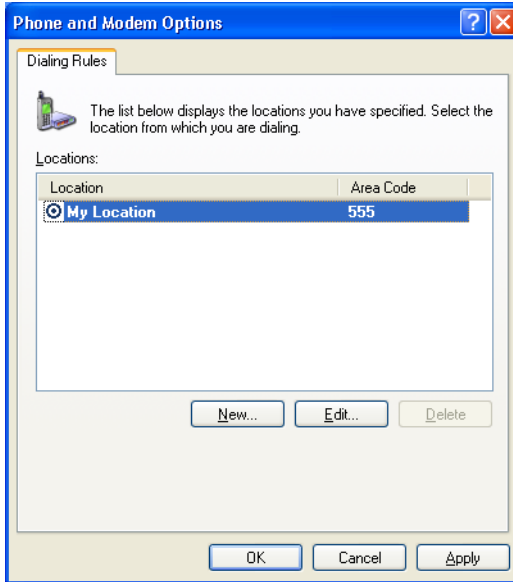 Phone and Modem Options
Dialing Rules
The list below displays the locations you have specified. Select the
location from which you are dialing.
Locations:
Location Area Code
My Location 555
New... Edit... Delete
OK Cancel Apply